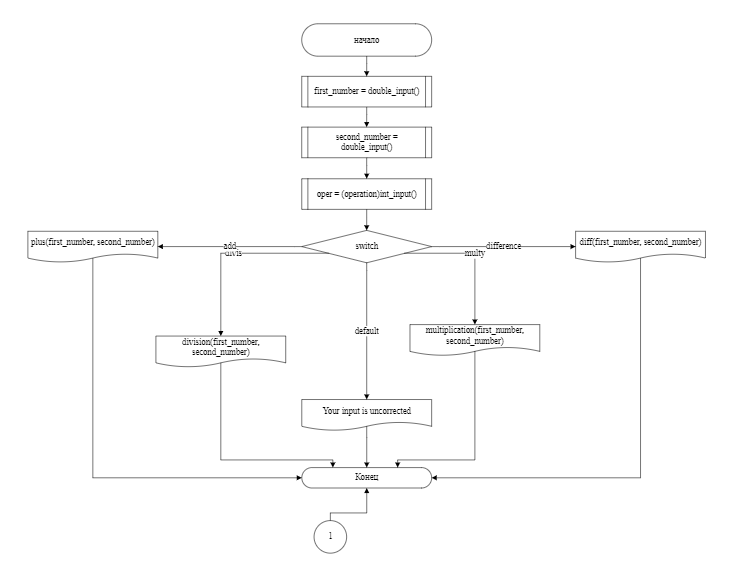 начало
first_number = double_input()
second_number =
double_input()
oper = (operation)int_input()
switch
plus(first_number, second_number)
add
difference
diff(first_number, second_number)
divis
multy
default
division(first_number,
second_number)
multiplication(first_number,
second_number)
Your input is uncorrected
Конец
1